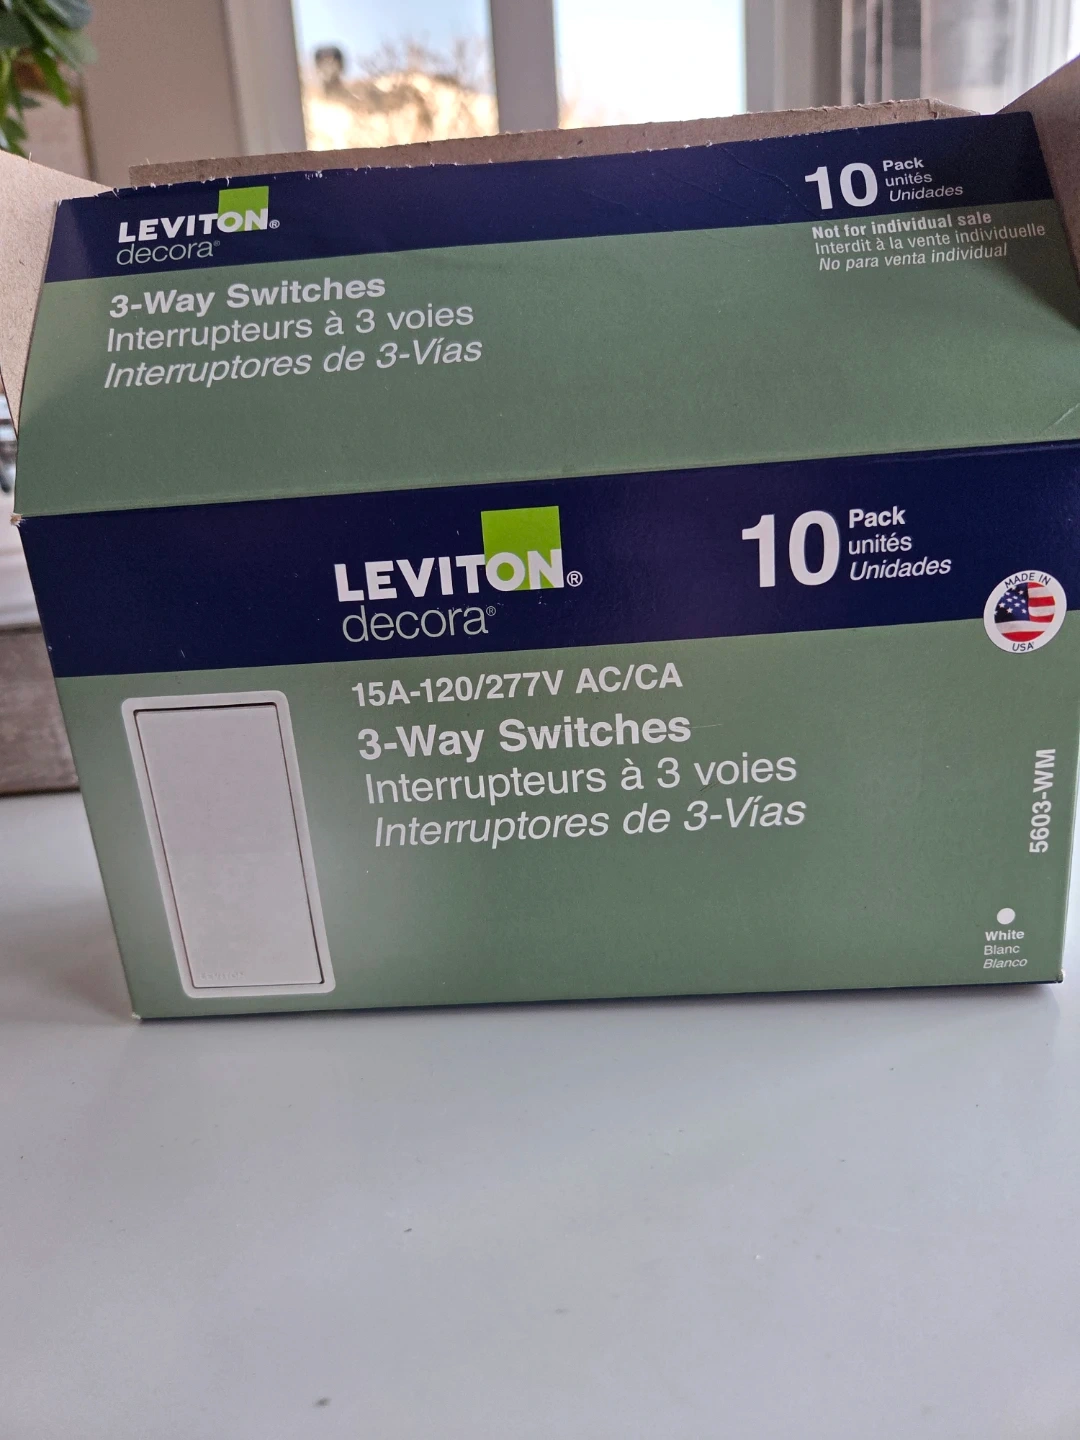 LEVITON®
decora®
10 Pack
unités
Unidades
Not for individual sale
Interdit à la vente individuelle
No para venta individual
3-Way Switches
Interrupteurs à 3 voies
Interruptores de 3-Vías
LEVITON®
decora®
10 Pack
unités
Unidades
MADE IN
USA
15A-120/277V AC/CA
3-Way Switches
Interrupteurs à 3 voies
Interruptores de 3-Vías
5603-WM
White
Blanc
Blanco
LEVITON